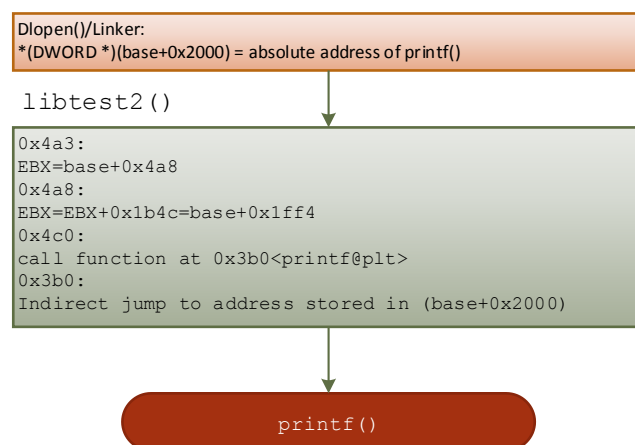 Dlopen()/Linker:
*(DWORD *)(base+0x2000) = absolute address of printf()
libtest2()
0x4a3:
EBX=base+0x4a8
0x4a8:
EBX=EBX+0x1b4c=base+0x1ff4
0x4c0:
call function at 0x3b0<printf@plt>
0x3b0:
Indirect jump to address stored in (base+0x2000)
printf()